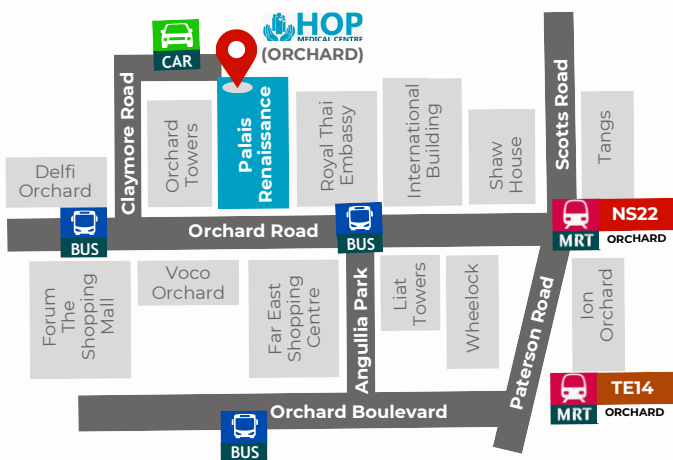 HOP
MEDICAL CENTRE
(ORCHARD)
CAR
Claymore Road
Orchard
Towers
Palais
Renaissance
Royal Thai
Embassy
International
Building
Shaw
House
Scotts Road
Tangs
Delfi
Orchard
BUS
Orchard Road
BUS
MRT
NS22
ORCHARD
Forum
The
Shopping
Mall
Voco
Orchard
Far East
Shopping
Centre
Angullia Park
Liat
Towers
Wheelock
Paterson Road
Ion
Orchard
MRT
TE14
ORCHARD
Orchard Boulevard
BUS